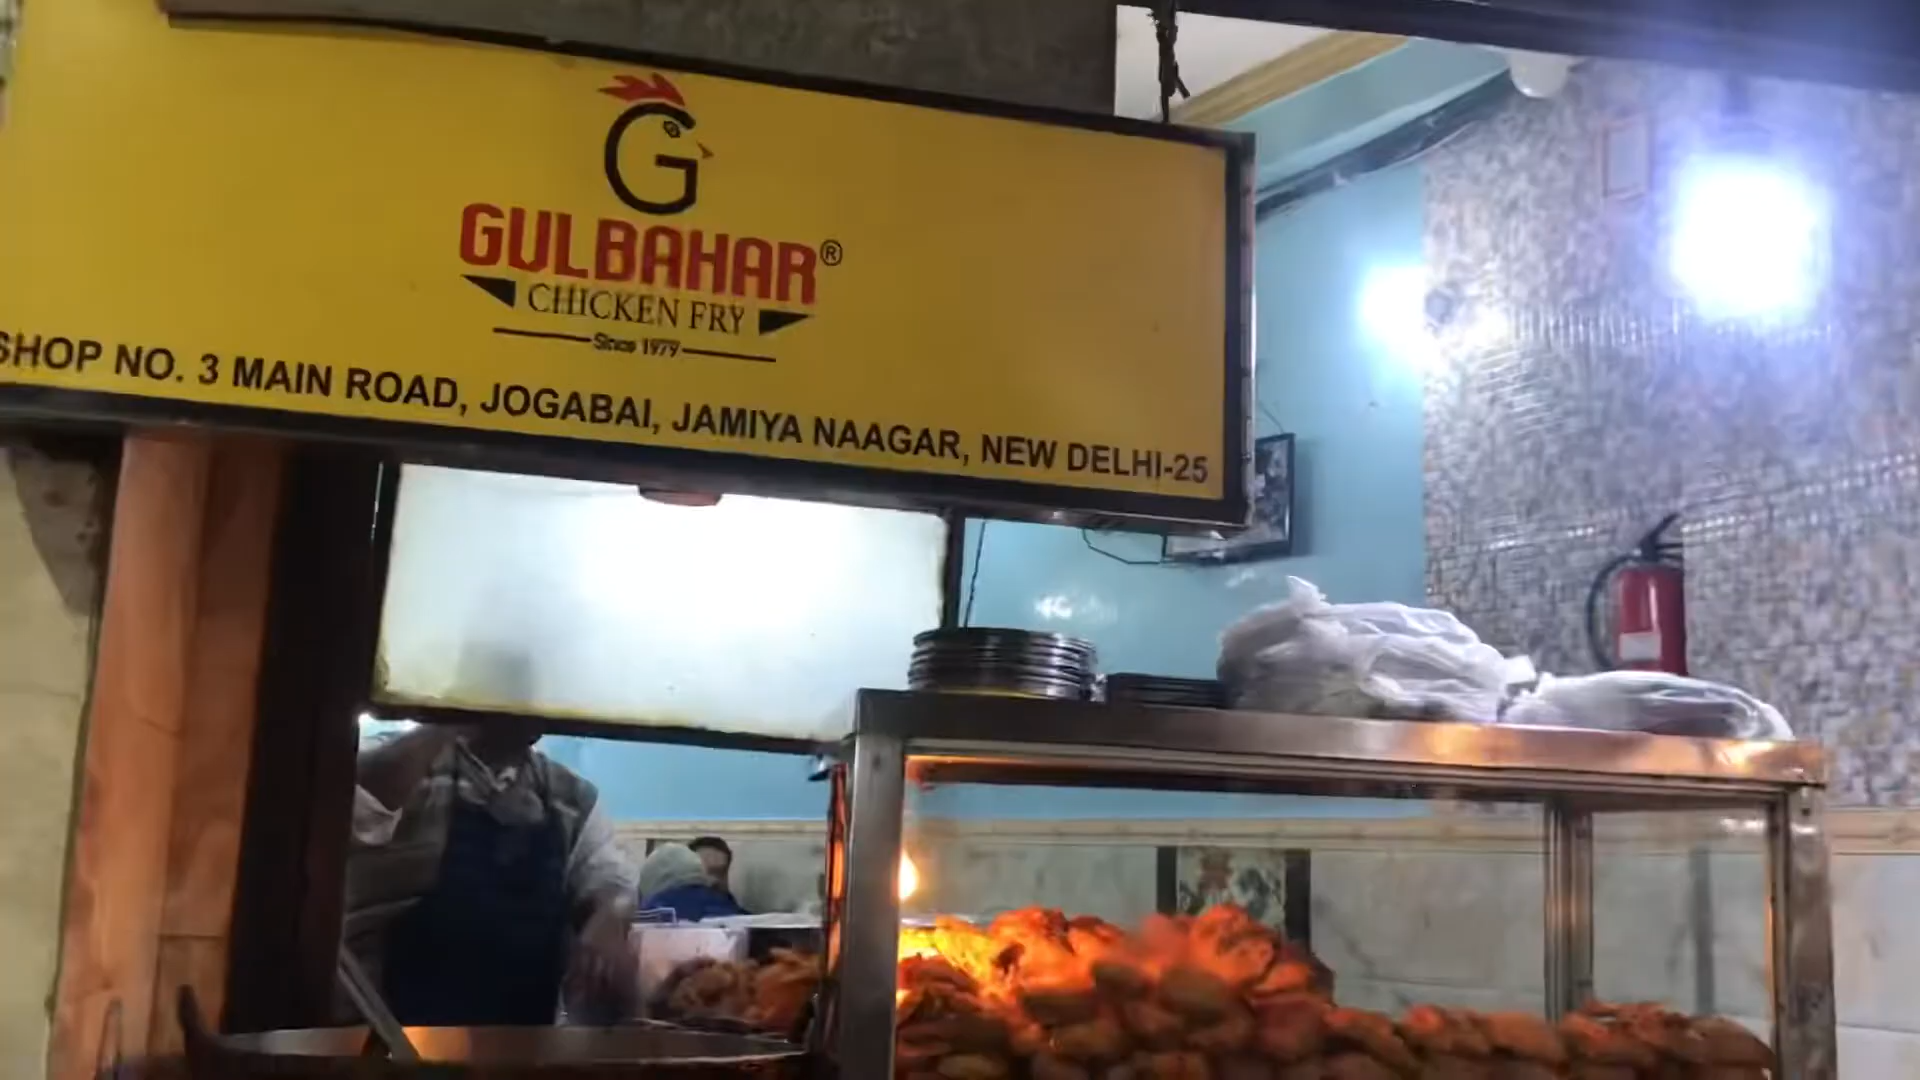 G
GULBAHAR®
CHICKEN FRY
Since 1979
SHOP NO. 3 MAIN ROAD, JOGABAI, JAMIYA NAAGAR, NEW DELHI-25